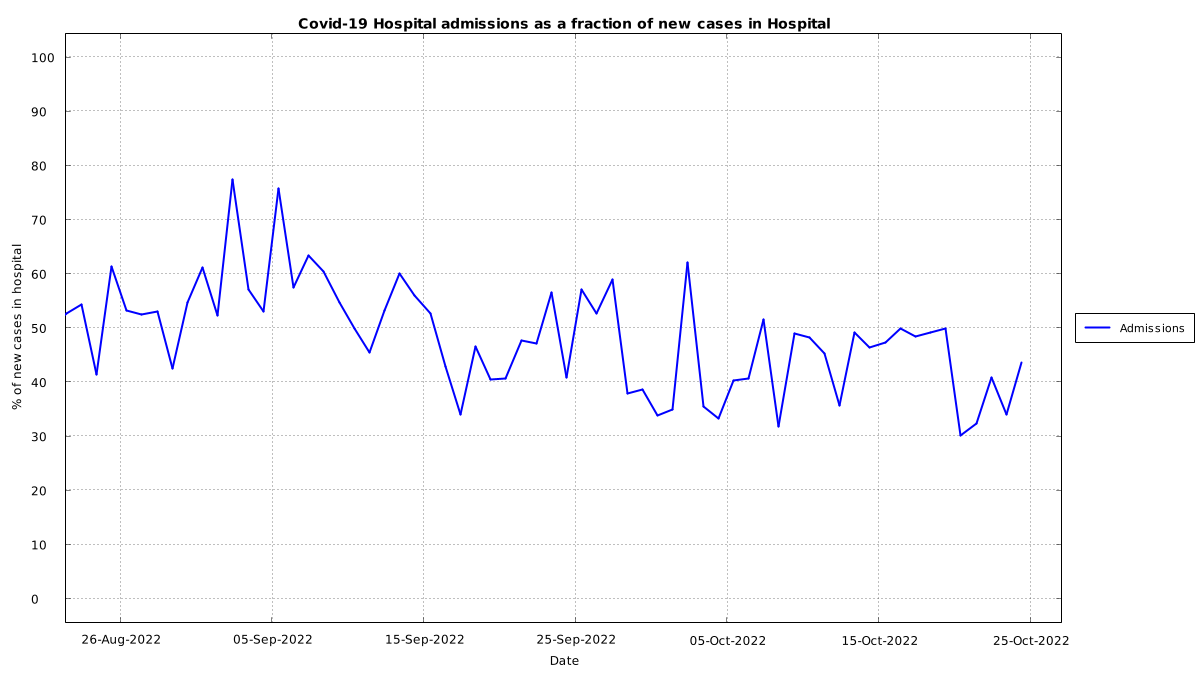 Covid-19 Hospital admissions as a fraction of new cases in Hospital
100
90
80
70
60
50
40
30
20
10
0
% of new cases in hospital
26-Aug-2022 05-Sep-2022 15-Sep-2022 25-Sep-2022 05-Oct-2022 15-Oct-2022 25-Oct-2022
Date
Admissions